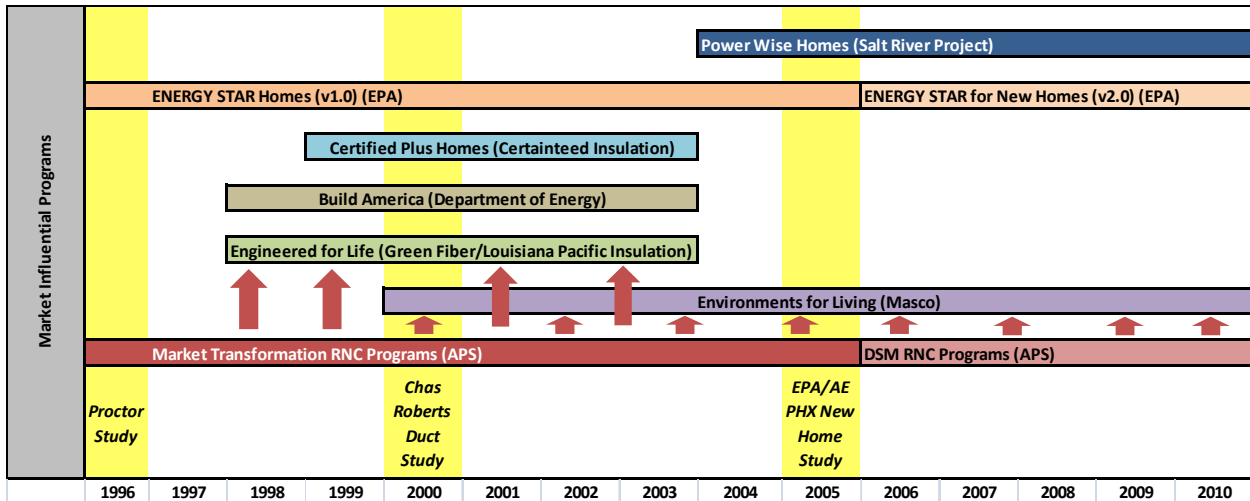 Market Influential Programs
Power Wise Homes (Salt River Project)
ENERGY STAR Homes (v1.0) (EPA)
ENERGY STAR for New Homes (v2.0) (EPA)
Certified Plus Homes (Certainteed Insulation)
Build America (Department of Energy)
Engineered for Life (Green Fiber/Louisiana Pacific Insulation)
Environments for Living (Masco)
Market Transformation RNC Programs (APS)
DSM RNC Programs (APS)
Proctor
Study
Chas
Roberts
Duct
Study
EPA/AE
PHX New
Home
Study
1996 1997 1998 1999 2000 2001 2002 2003 2004 2005 2006 2007 2008 2009 2010